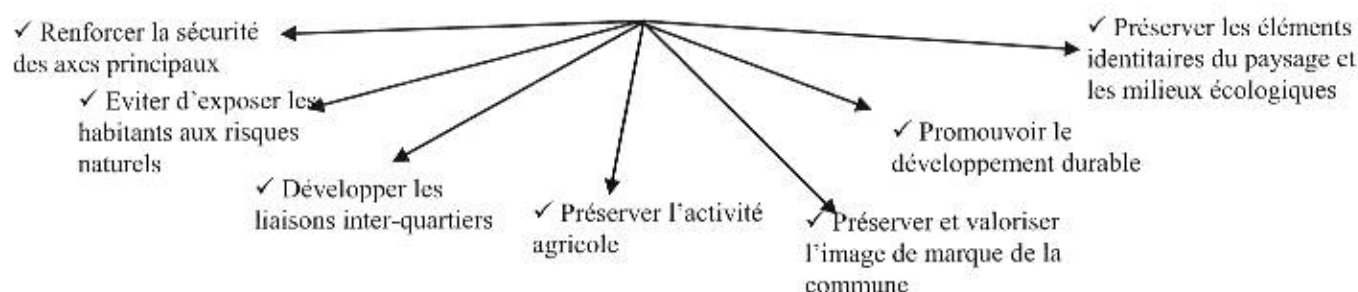 ✓ Renforcer la sécurité
des axes principaux
✓ Eviter d'exposer les
habitants aux risques
naturels
✓ Développer les
liaisons inter-quartiers
✓ Préserver l'activité
agricole
✓ Préserver et valoriser
l'image de marque de la
commune
✓ Promouvoir le
développement durable
✓ Préserver les éléments
identitaires du paysage et
les milieux écologiques